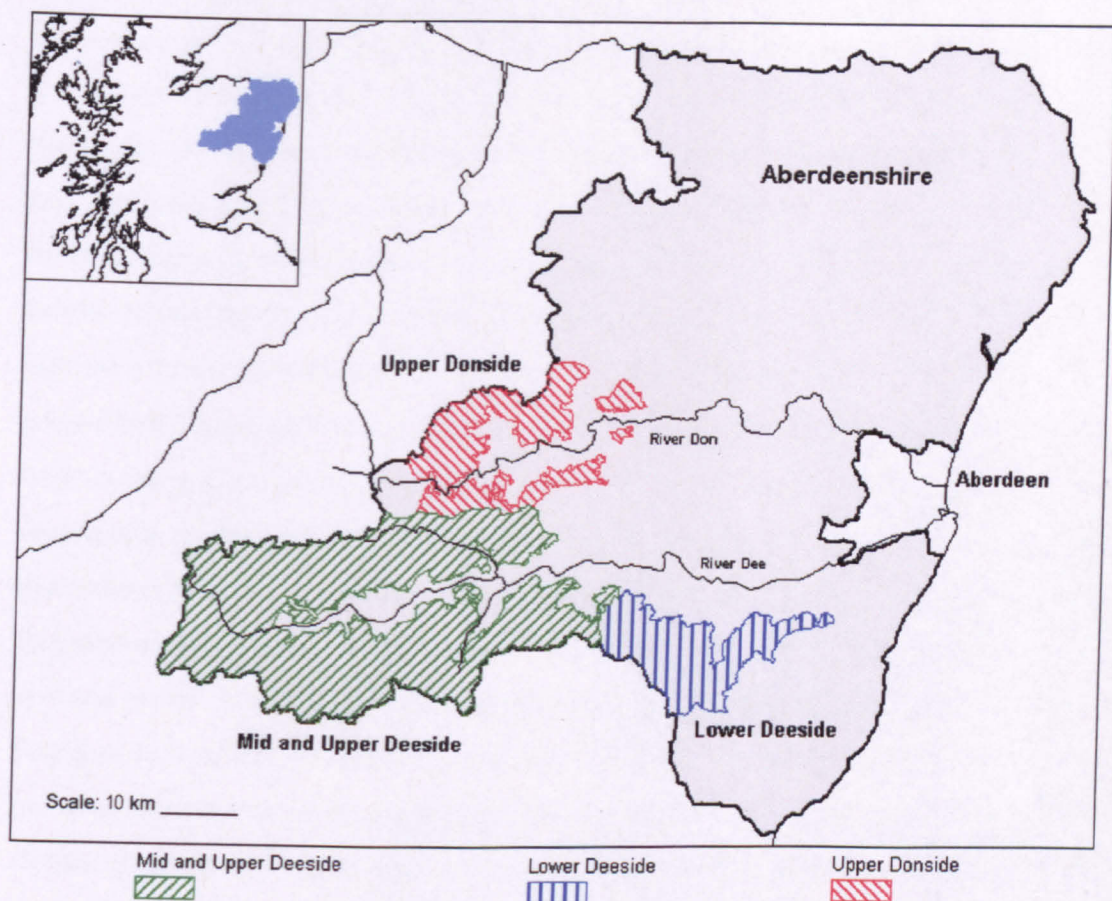 Aberdeenshire
Upper Donside
River Don
Aberdeen
River Dee
Mid and Upper Deeside
Lower Deeside
Scale: 10 km
Mid and Upper Deeside
Lower Deeside
Upper Donside